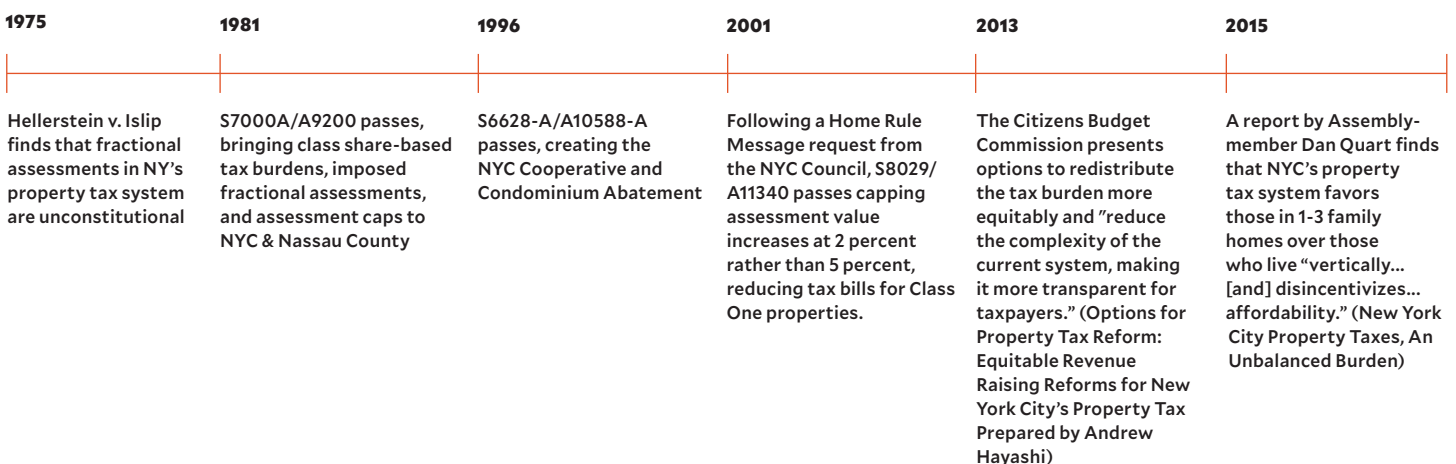 1975
Hellerstein v. Islip
finds that fractional
assessments in NY’s
property tax system
are unconstitutional
1981
S7000A/A9200 passes,
bringing class share-based
tax burdens, imposed
fractional assessments,
and assessment caps to
NYC & Nassau County
1996
S6628-A/A10588-A
passes, creating the
NYC Cooperative and
Condominium Abatement
2001
Following a Home Rule
Message request from
the NYC Council, S8029/
A11340 passes capping
assessment value
increases at 2 percent
rather than 5 percent,
reducing tax bills for Class
One properties.
2013
The Citizens Budget
Commission presents
options to redistribute
the tax burden more
equitably and "reduce
the complexity of the
current system, making
it more transparent for
taxpayers.” (Options for
Property Tax Reform:
Equitable Revenue
Raising Reforms for New
York City’s Property Tax
Prepared by Andrew
Hayashi)
2015
A report by Assembly-
member Dan Quart finds
that NYC’s property
tax system favors
those in 1-3 family
homes over those
who live “vertically...
[and] disincentivizes...
affordability.” (New York
City Property Taxes, An
Unbalanced Burden)